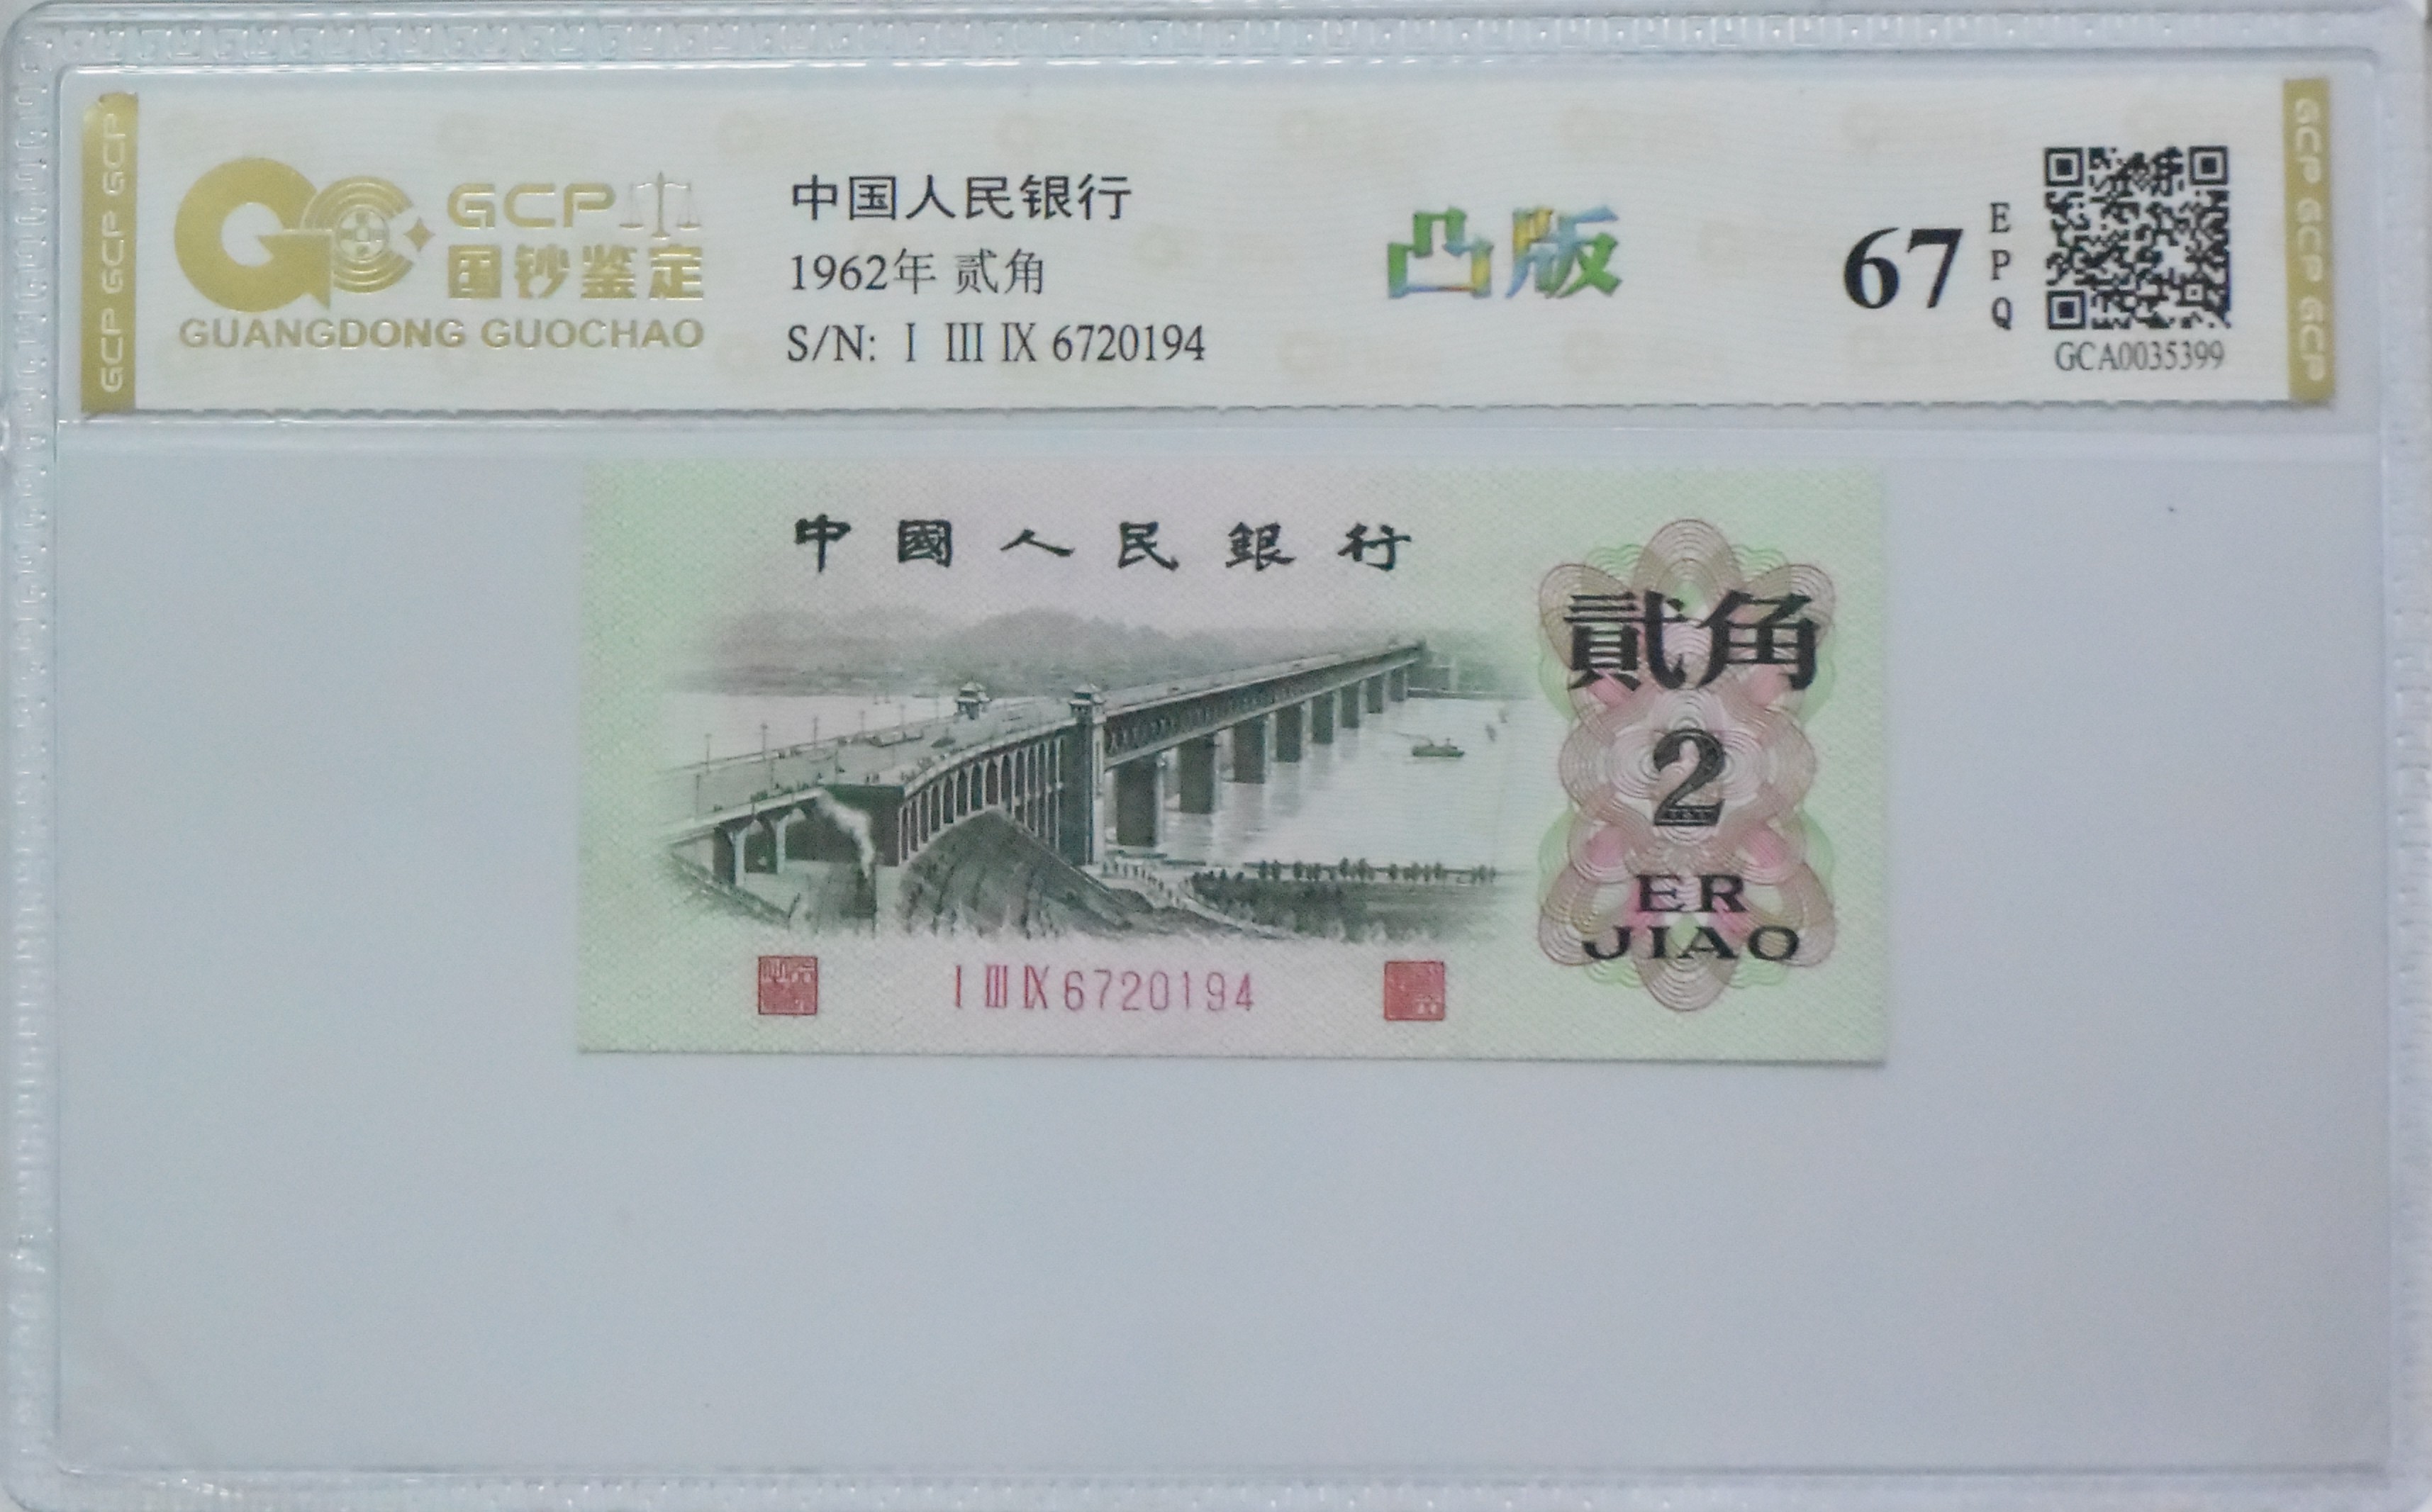 GCP GCP GCP
GCP
国钞鉴定
GUANGDONG GUOCHAO
中国人民银行
1962年 贰角
S/N: Ⅰ Ⅲ Ⅸ 6720194
凸版
67
E
P
Q
GCA0035399
GCP GCP GCP
中國人民銀行
貳角
2
ER
JIAO
Ⅰ Ⅲ Ⅸ 6720194